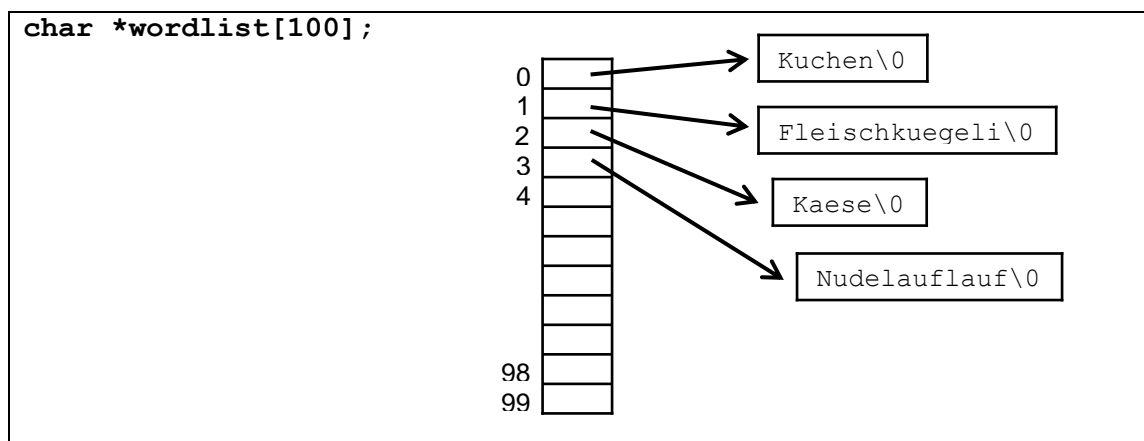 char *wordlist[100];
0
Kuchen\0
1
Fleischkuegeli\0
2
3
Kaese\0
4
Nudelauflauf\0
98
99